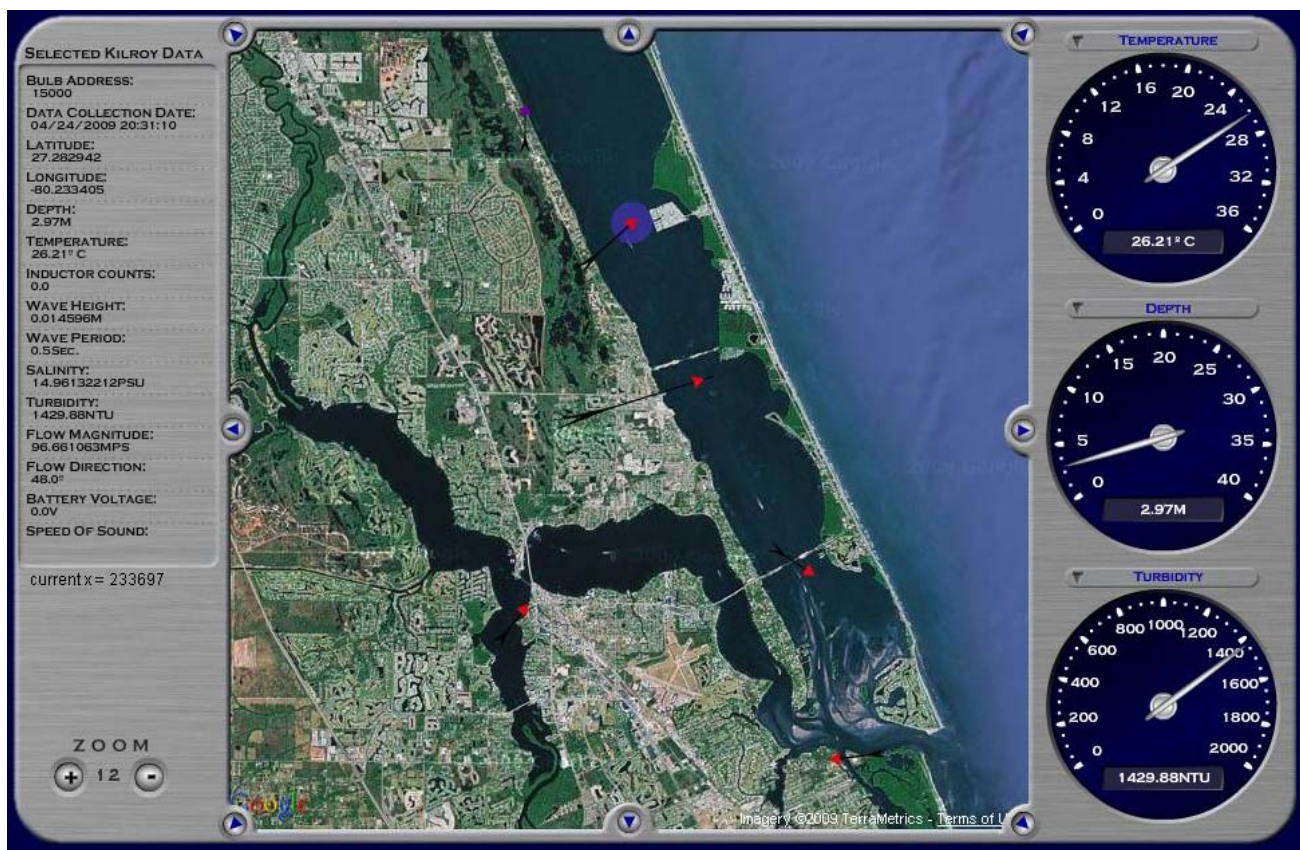 SELECTED KILROY DATA
BULB ADDRESS:
15000
DATA COLLECTION DATE:
04/24/2009 20:31:10
LATITUDE:
27.282942
LONGITUDE:
-80.233405
DEPTH:
2.97M
TEMPERATURE:
26.21º C
INDUCTOR COUNTS:
0.0
WAVE HEIGHT:
0.014596M
WAVE PERIOD:
0.5SEC.
SALINITY:
14.96132212PSU
TURBIDITY:
1429.88NTU
FLOW MAGNITUDE:
96.661063MPS
FLOW DIRECTION:
48.0º
BATTERY VOLTAGE:
0.0V
SPEED OF SOUND:
current x = 233697
ZOOM
+ 12 -
Google
Imagery ©2009 TerraMetrics - Terms of U
TEMPERATURE
0 4 8 12 16 20 24 28 32 36
26.21º C
DEPTH
0 5 10 15 20 25 30 35 40
2.97M
TURBIDITY
0 200 400 600 800 1000 1200 1400 1600 1800 2000
1429.88NTU